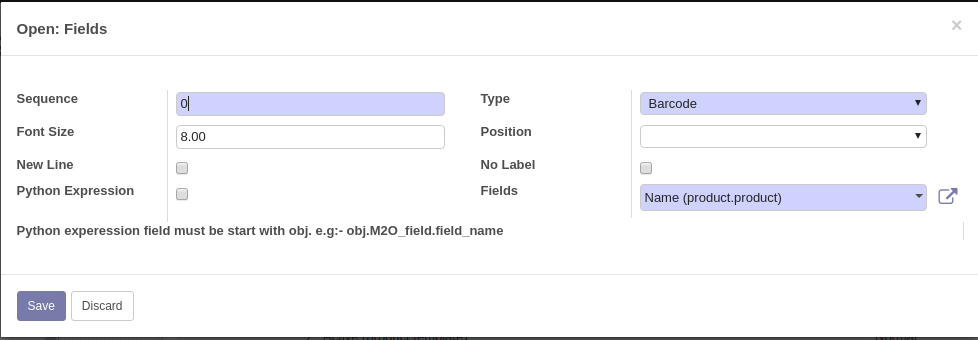 Open: Fields ×
Sequence 0 Type Barcode
Font Size 8.00 Position
New Line No Label
Python Expression Fields Name (product.product)
Python experession field must be start with obj. e.g:- obj.M2O_field.field_name
Save Discard